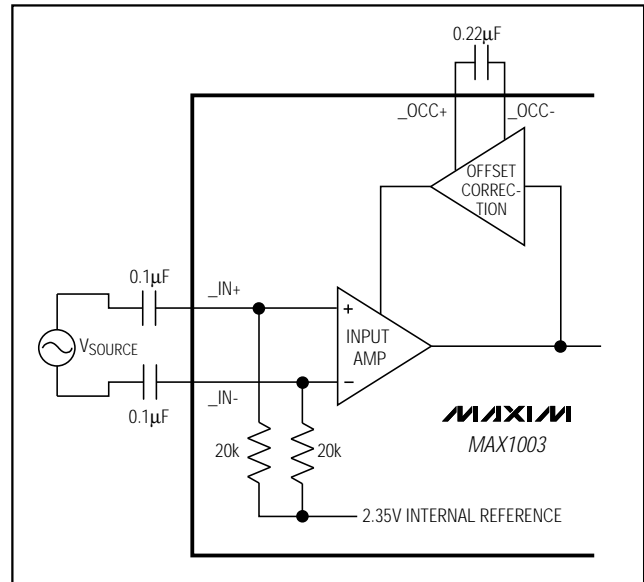 0.22µF
_OCC+
_OCC-
OFFSET
CORREC-
TION
0.1µF
_IN+
+
INPUT
AMP
VSOURCE
−
_IN-
0.1µF
MAXIM
MAX1003
20k
20k
2.35V INTERNAL REFERENCE